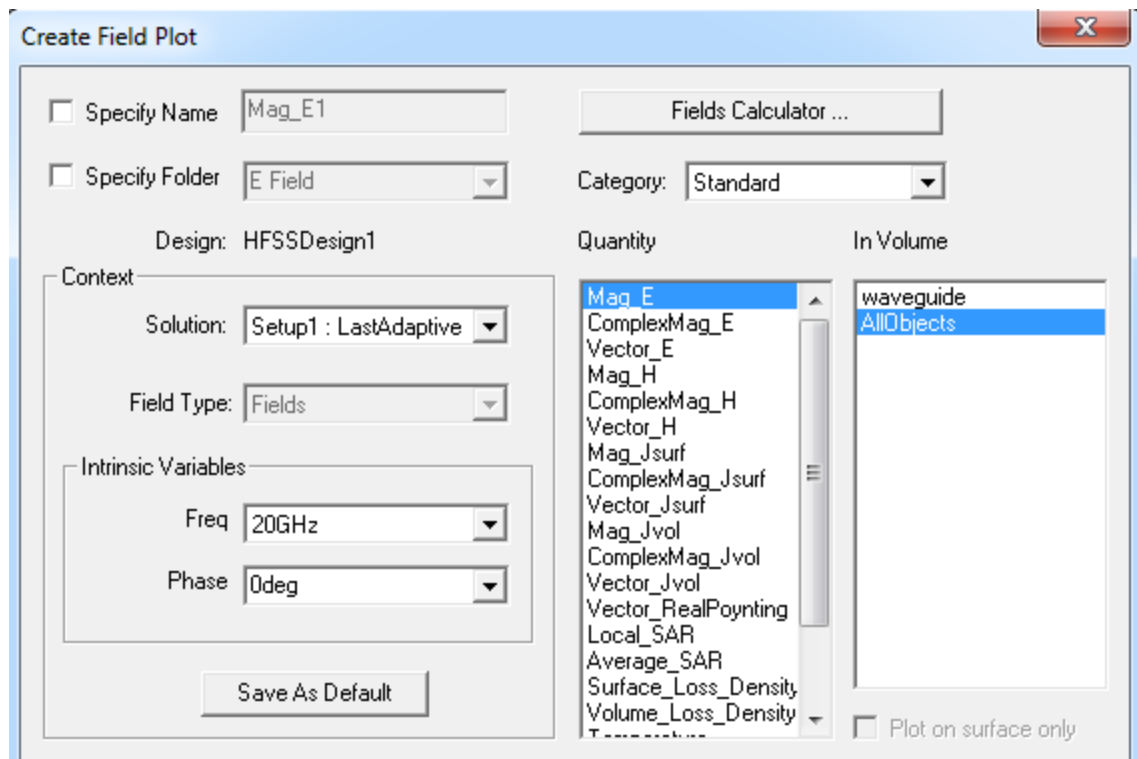 Create Field Plot
Specify Name
Mag_E1
Fields Calculator ...
Specify Folder
E Field
Category:
Standard
Design: HFSSDesign1
Quantity
In Volume
Context
Solution:
Setup1 : LastAdaptive
Field Type:
Fields
Intrinsic Variables
Freq
20GHz
Phase
0deg
Save As Default
Mag_E
ComplexMag_E
Vector_E
Mag_H
ComplexMag_H
Vector_H
Mag_Jsurf
ComplexMag_Jsurf
Vector_Jsurf
Mag_Jvol
ComplexMag_Jvol
Vector_Jvol
Vector_RealPoynting
Local_SAR
Average_SAR
Surface_Loss_Density
Volume_Loss_Density
waveguide
AllObjects
Plot on surface only